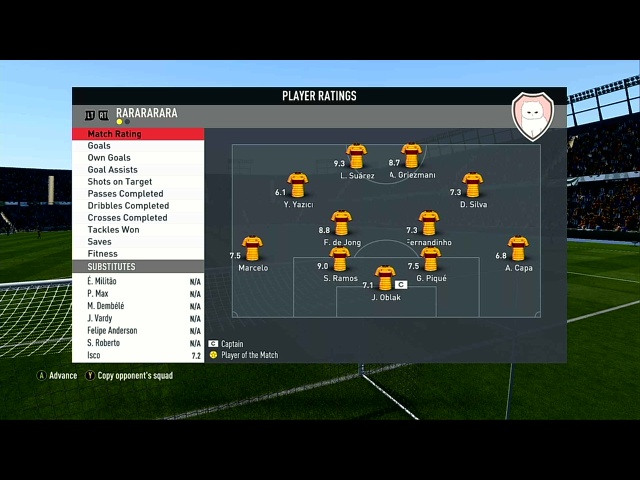 PLAYER RATINGS
LT RT RARARARARA
Match Rating
Goals
Own Goals
Goal Assists
Shots on Target
Passes Completed
Dribbles Completed
Crosses Completed
Tackles Won
Saves
Fitness
SUBSTITUTES
É. Militão N/A
P. Max N/A
M. Dembélé N/A
J. Vardy N/A
Felipe Anderson N/A
S. Roberto N/A
Isco 7.2
9.3 8.7
L. Suárez A. Griezmann
6.1 7.3
Y. Yazici D. Silva
8.8 7.3
F. de Jong Fernandinho
7.5 9.0 7.5 6.8
Marcelo A. Capa
S. Ramos G. Piqué
7.1 C
J. Oblak
C Captain
Player of the Match
A Advance Y Copy opponent's squad